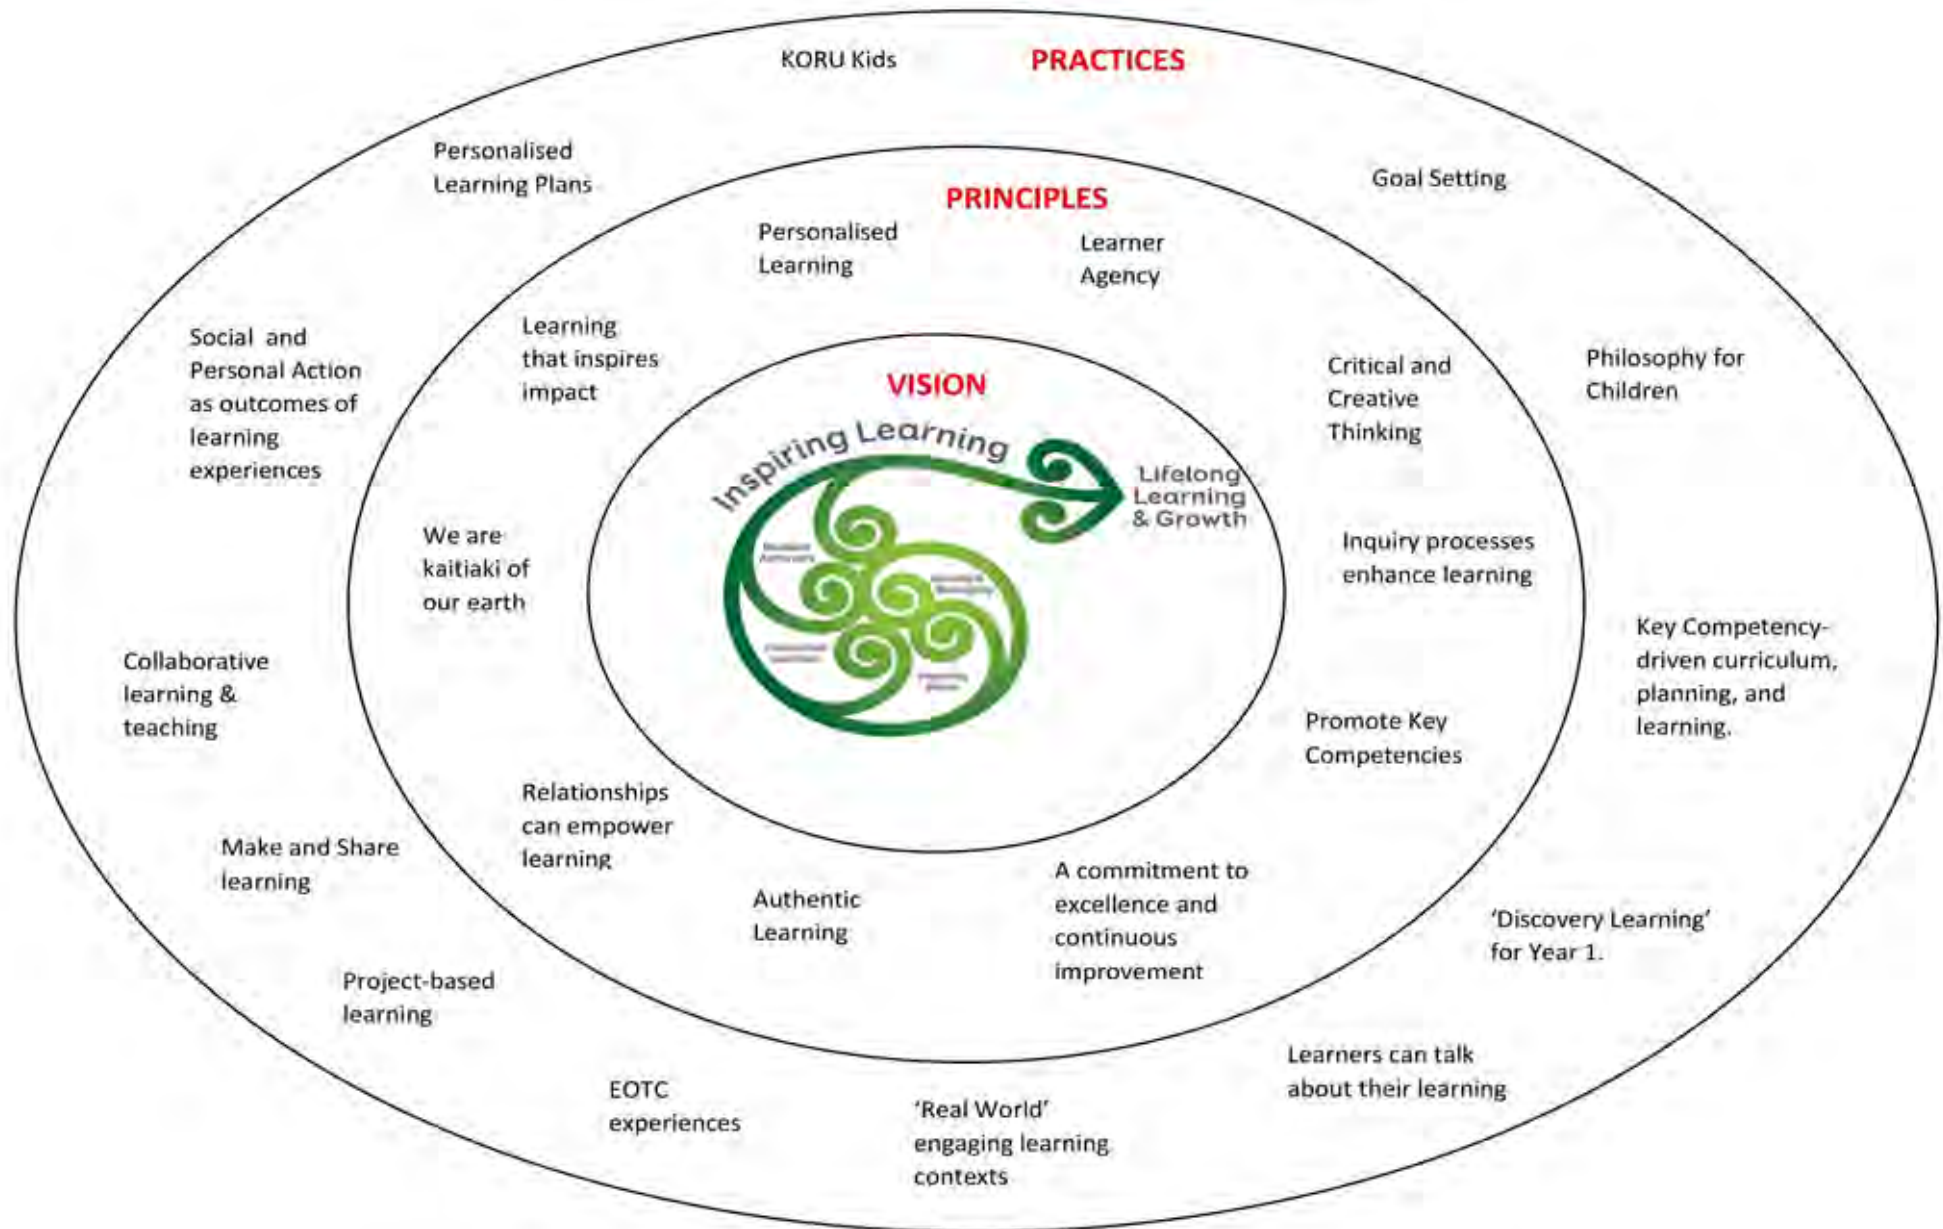 KORU Kids
PRACTICES
Personalised
Learning Plans
Goal Setting
PRINCIPLES
Personalised
Learning
Learner
Agency
Social and
Personal Action
as outcomes of
learning
experiences
Learning
that inspires
impact
Critical and
Creative
Thinking
Philosophy for
Children
VISION
Inspiring Learning
Lifelong
Learning
& Growth
We are
kaitiaki of
our earth
Inquiry processes
enhance learning
Collaborative
learning &
teaching
Key Competency-
driven curriculum,
planning, and
learning.
Promote Key
Competencies
Relationships
can empower
learning
Make and Share
learning
Authentic
Learning
A commitment to
excellence and
continuous
improvement
‘Discovery Learning’
for Year 1.
Project-based
learning
Learners can talk
about their learning
EOTC
experiences
‘Real World’
engaging learning
contexts